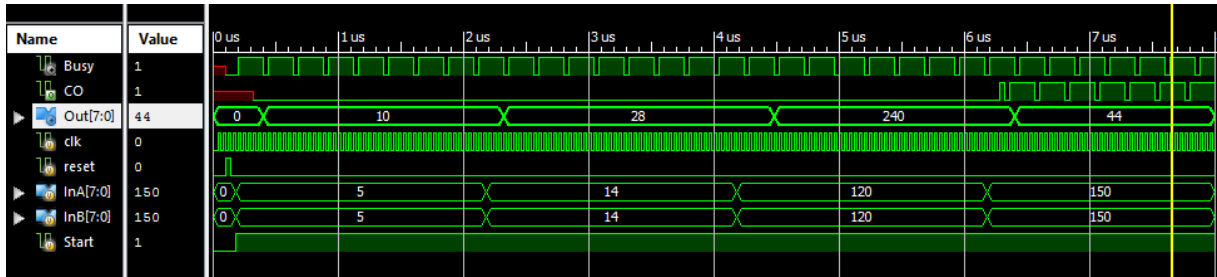 Name Value 0 us 1 us 2 us 3 us 4 us 5 us 6 us 7 us
Busy 1
CO 1
Out[7:0] 44 0 10 28 240 44
clk 0
reset 0
InA[7:0] 150 0 5 14 120 150
InB[7:0] 150 0 5 14 120 150
Start 1